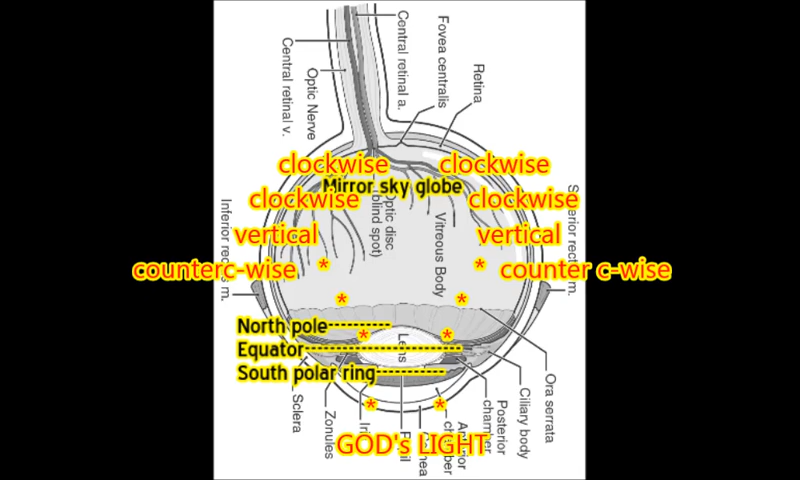 Central retinal a.
Fovea centralis
Retina
Central retinal v.
Optic Nerve
clockwise clockwise
Mirror sky globe
clockwise clockwise
Optic disc
(blind spot)
Vitreous Body
vertical vertical
Inferior rectus m.
Superior rectus m.
counterc-wise counter c-wise
* *
* *
North pole---------
* *
Lens
Equator
South polar ring
Ora serrata
Ciliary body
Posterior
chamber
Anterior
chamber
Sclera
Zonules
* *
GOD's LIGHT